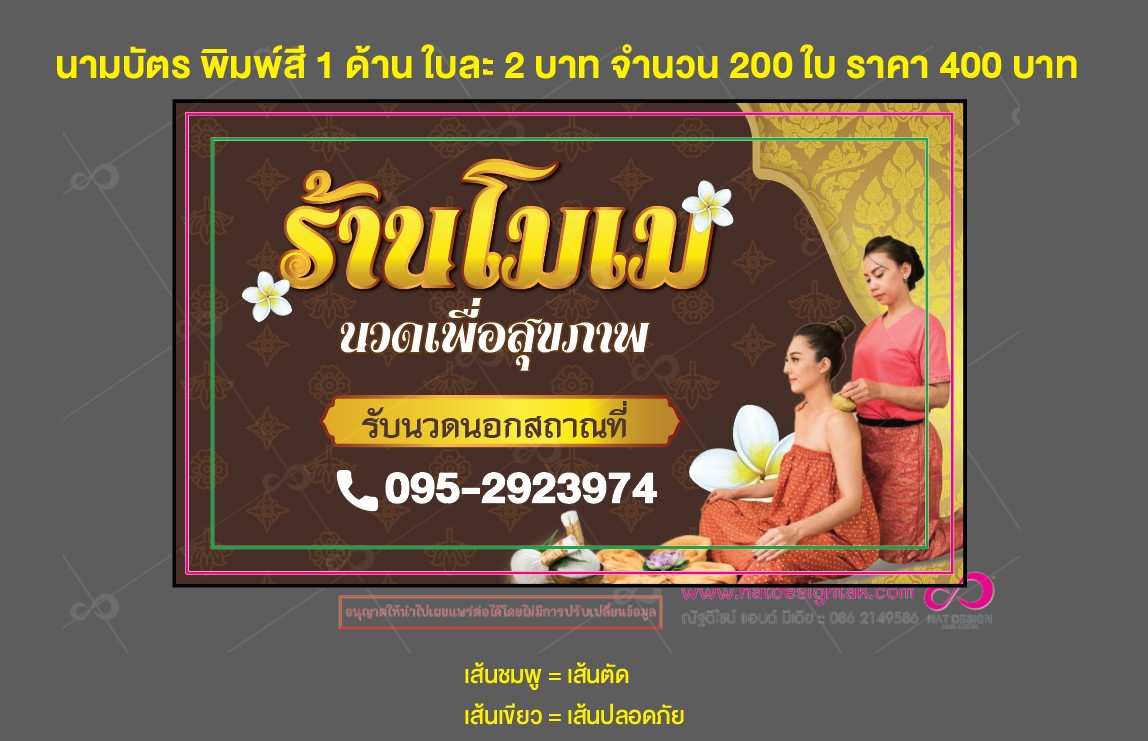 นามบัตร พิมพ์สี 1 ด้าน ใบละ 2 บาท จำนวน 200 ใบ ราคา 400 บาท
ร้านโมเม
นวดเพื่อสุขภาพ
รับนวดนอกสถาณที่
095-2923974
www.natdesigntak.com
อนุญาตให้นำไปเผยแพร่ต่อได้โดยไม่มีการปรับเปลี่ยนข้อมูล
ณัฐดีไซน์ แอนด์ มีเดีย : 086 2149586
NAT DESIGN
เส้นชมพู = เส้นตัด
เส้นเขียว = เส้นปลอดภัย